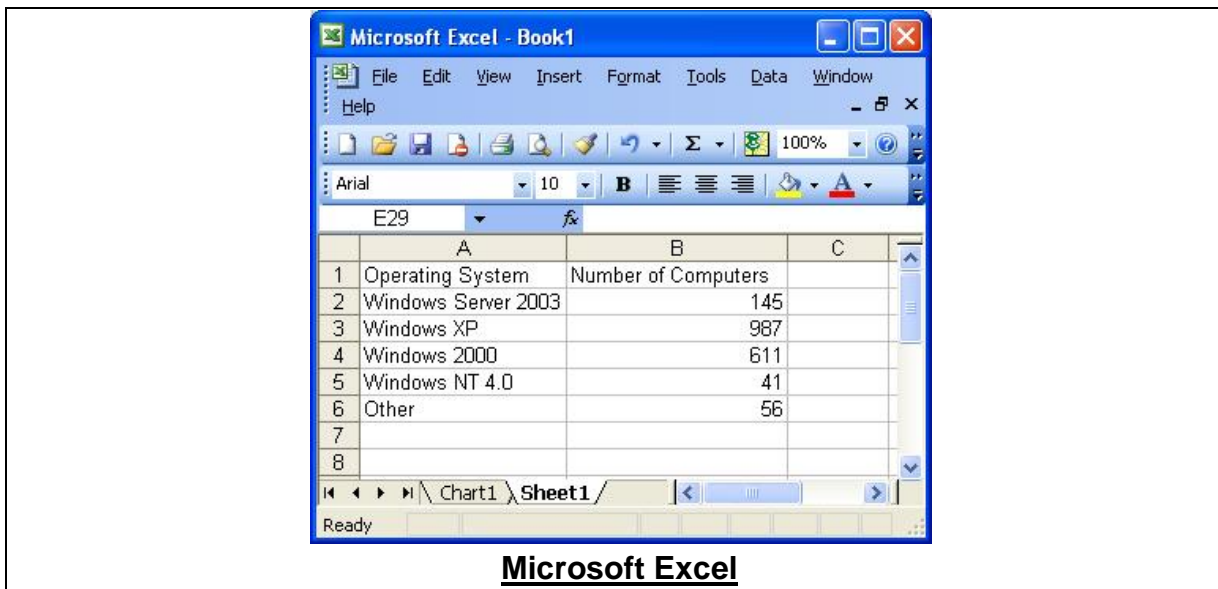 Microsoft Excel - Book1
File Edit View Insert Format Tools Data Window
Help
100%
Arial 10 B A
E29 fx
A B C
1 Operating System Number of Computers
2 Windows Server 2003 145
3 Windows XP 987
4 Windows 2000 611
5 Windows NT 4.0 41
6 Other 56
7
8
Chart1 Sheet1
Ready
Microsoft Excel